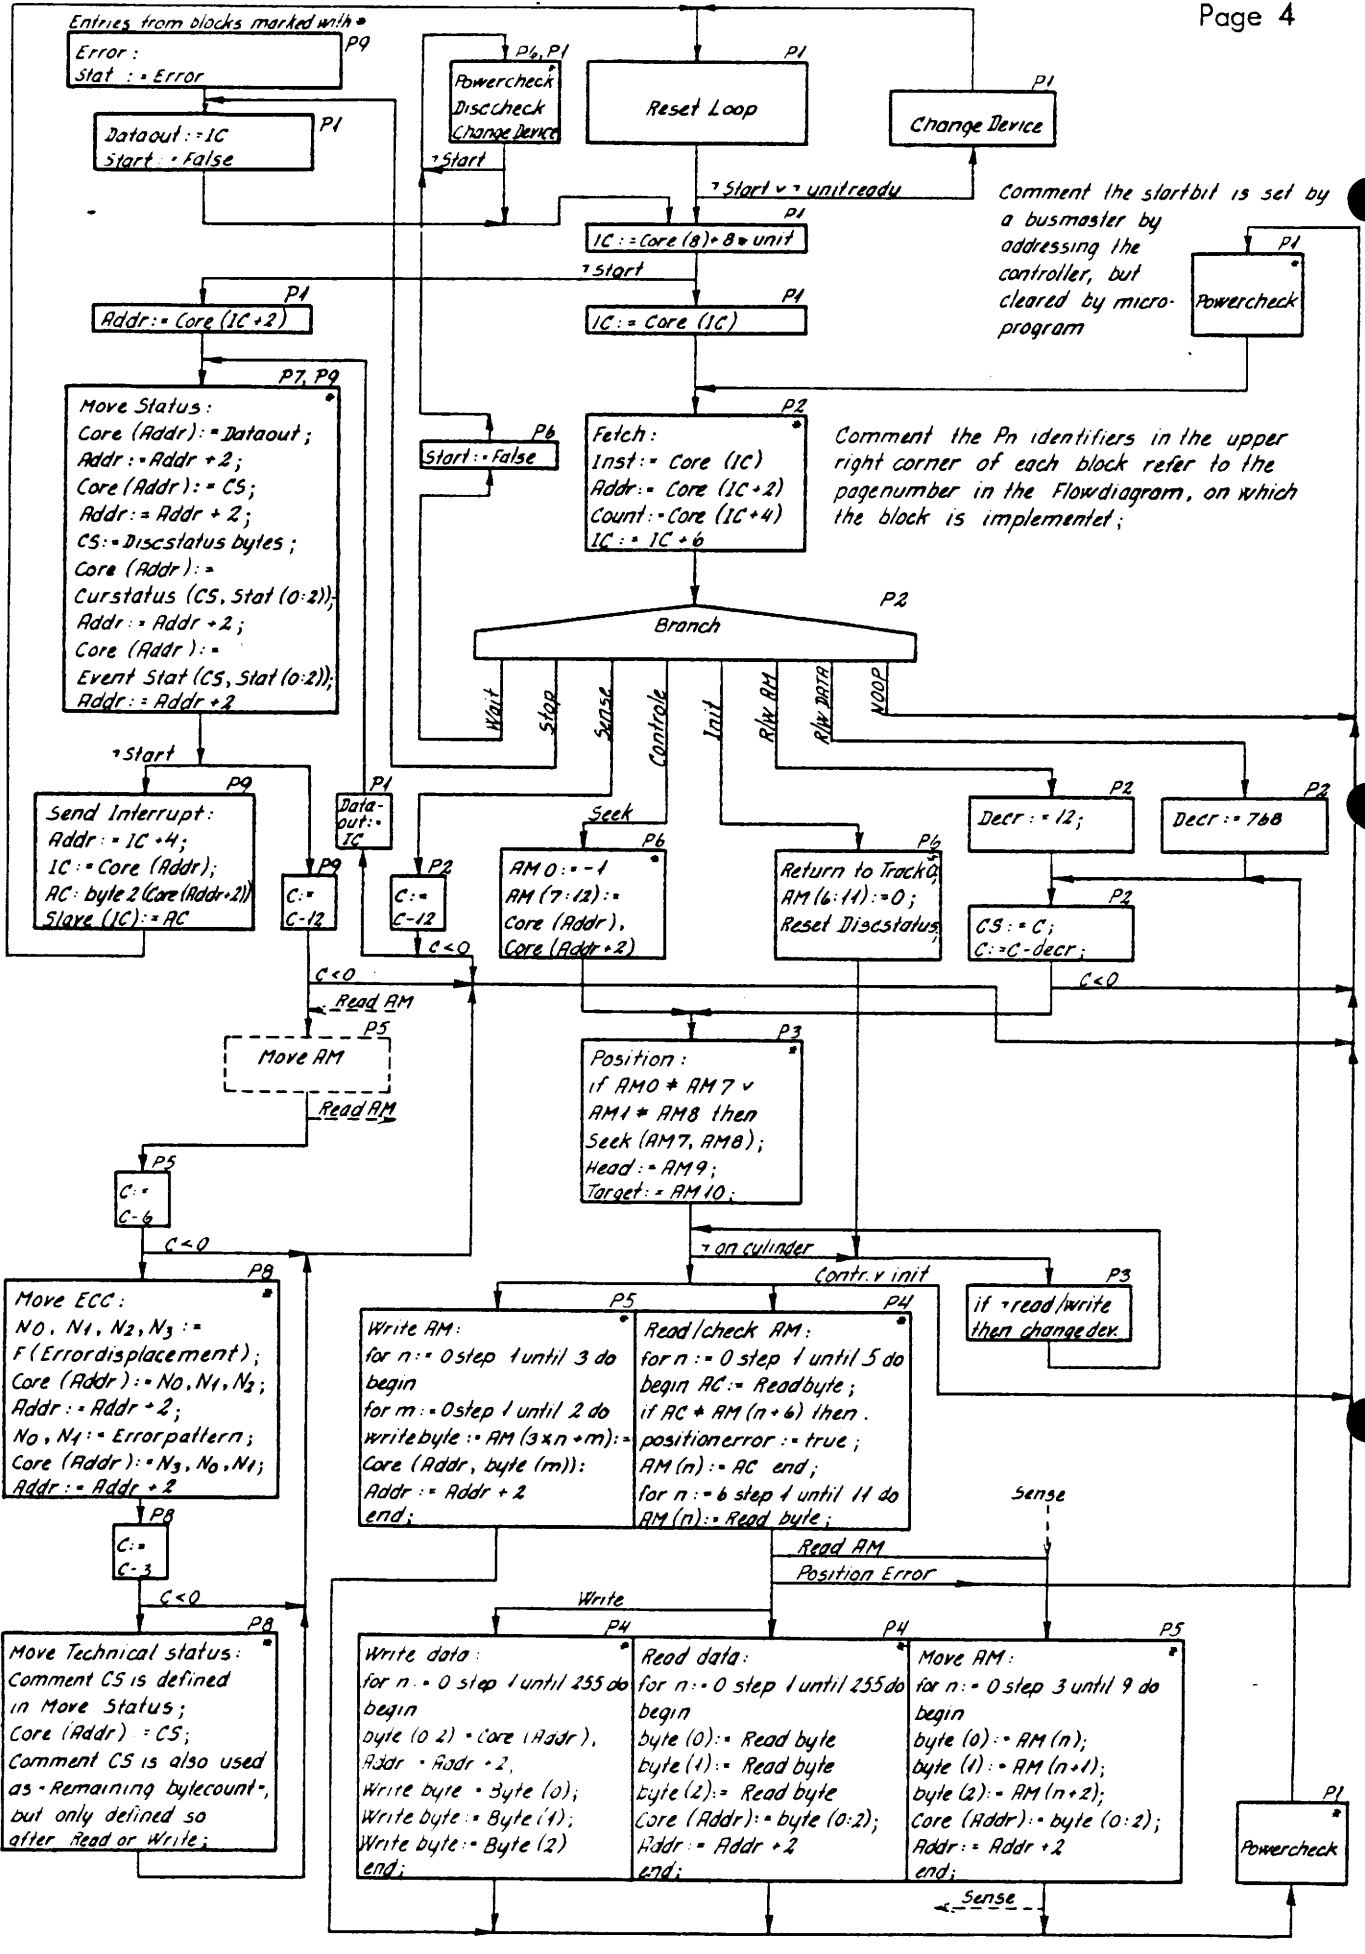 Page 4
Entries from blocks marked with *
P9
Error :
Stat := Error
P1
Dataout := IC
Start := False
P6, P1
*
Powercheck
Disccheck
Change Device
¬ Start
P1
Reset Loop
P1
Change Device
¬ Start v ¬ unitready
P1
IC := Core (8) + 8 * unit
¬ Start
P1
Addr := Core (IC +2)
P1
IC := Core (IC)
Comment the startbit is set by
a busmaster by
addressing the
controller, but
cleared by micro-
program
P1
*
Powercheck
P7, P9
*
Move Status :
Core (Addr) := Dataout ;
Addr := Addr + 2 ;
Core (Addr) := CS ;
Addr := Addr + 2 ;
CS := Discstatus bytes ;
Core (Addr) :=
Curstatus (CS, Stat (0:2)) ;
Addr := Addr + 2 ;
Core (Addr) :=
Event Stat (CS, Stat (0:2)) ;
Addr := Addr + 2
P6
Start := False
P2
*
Fetch :
Inst := Core (IC)
Addr := Core (IC+2)
Count := Core (IC+4)
IC := IC + 6
Comment the Pn identifiers in the upper
right corner of each block refer to the
pagenumber in the Flowdiagram, on which
the block is implementet ;
P2
Branch
Wait
Stop
Sense
Controle
Init
R/W AM
R/W DATA
NOOP
¬ Start
P9
Send Interrupt :
Addr := IC +4 ;
IC := Core (Addr) ;
AC : byte 2 (Core (Addr+2))
Slave (IC) := AC
P9
C :=
C-12
P1
Data-
out :=
IC
P2
C :=
C-12
C < 0
C < 0
Seek
P6
*
AM 0 := -1
AM (7:12) :=
Core (Addr),
Core (Addr +2)
P6
*
Return to Track 0 ;
AM (6:11) := 0 ;
Reset Discstatus ;
P2
Decr := 12 ;
P2
Decr := 768
P2
CS := C ;
C := C - decr ;
C < 0
Read AM
P5
Move AM
Read AM
P3
*
Position :
if AM0 ≠ AM 7 v
AM1 ≠ AM8 then
Seek (AM7, AM8) ;
Head := AM9 ;
Target := AM 10 ;
P5
C :=
C-6
C < 0
¬ on cylinder
Contr. v init
P3
if ¬ read/write
then changedev.
P8
*
Move ECC :
N0, N1, N2, N3 :=
F (Errordisplacement) ;
Core (Addr) := N0, N1, N2 ;
Addr := Addr + 2 ;
N0, N1 := Errorpattern ;
Core (Addr) := N3, N0, N1 ;
Addr := Addr + 2
P5
*
Write AM :
for n := 0 step 1 until 3 do
begin
for m := 0 step 1 until 2 do
writebyte := AM (3×n+m) :=
Core (Addr, byte (m)) :
Addr := Addr + 2
end ;
P4
*
Read/check AM :
for n := 0 step 1 until 5 do
begin AC := Readbyte ;
if AC ≠ AM (n+6) then .
positionerror := true ;
AM (n) := AC end ;
for n := 6 step 1 until 11 do
AM (n) := Read byte ;
Sense
P8
C :=
C-3
C < 0
Read AM
Position Error
Write
P8
*
Move Technical status :
Comment CS is defined
in Move Status ;
Core (Addr) := CS ;
Comment CS is also used
as "Remaining bytecount",
but only defined so
after Read or Write ;
P4
*
Write data :
for n := 0 step 1 until 255 do
begin
byte (0 2) = Core (Addr),
Addr = Addr + 2,
Write byte = Byte (0) ;
Write byte := Byte (1) ;
Write byte := Byte (2)
end ;
P4
*
Read data :
for n := 0 step 1 until 255 do
begin
byte (0) := Read byte
byte (1) := Read byte
byte (2) := Read byte
Core (Addr) := byte (0:2) ;
Addr := Addr + 2
end ;
P5
*
Move AM :
for n := 0 step 3 until 9 do
begin
byte (0) := AM (n) ;
byte (1) := AM (n+1) ;
byte (2) := AM (n+2) ;
Core (Addr) := byte (0:2) ;
Addr := Addr + 2
end ;
Sense
P1
*
Powercheck